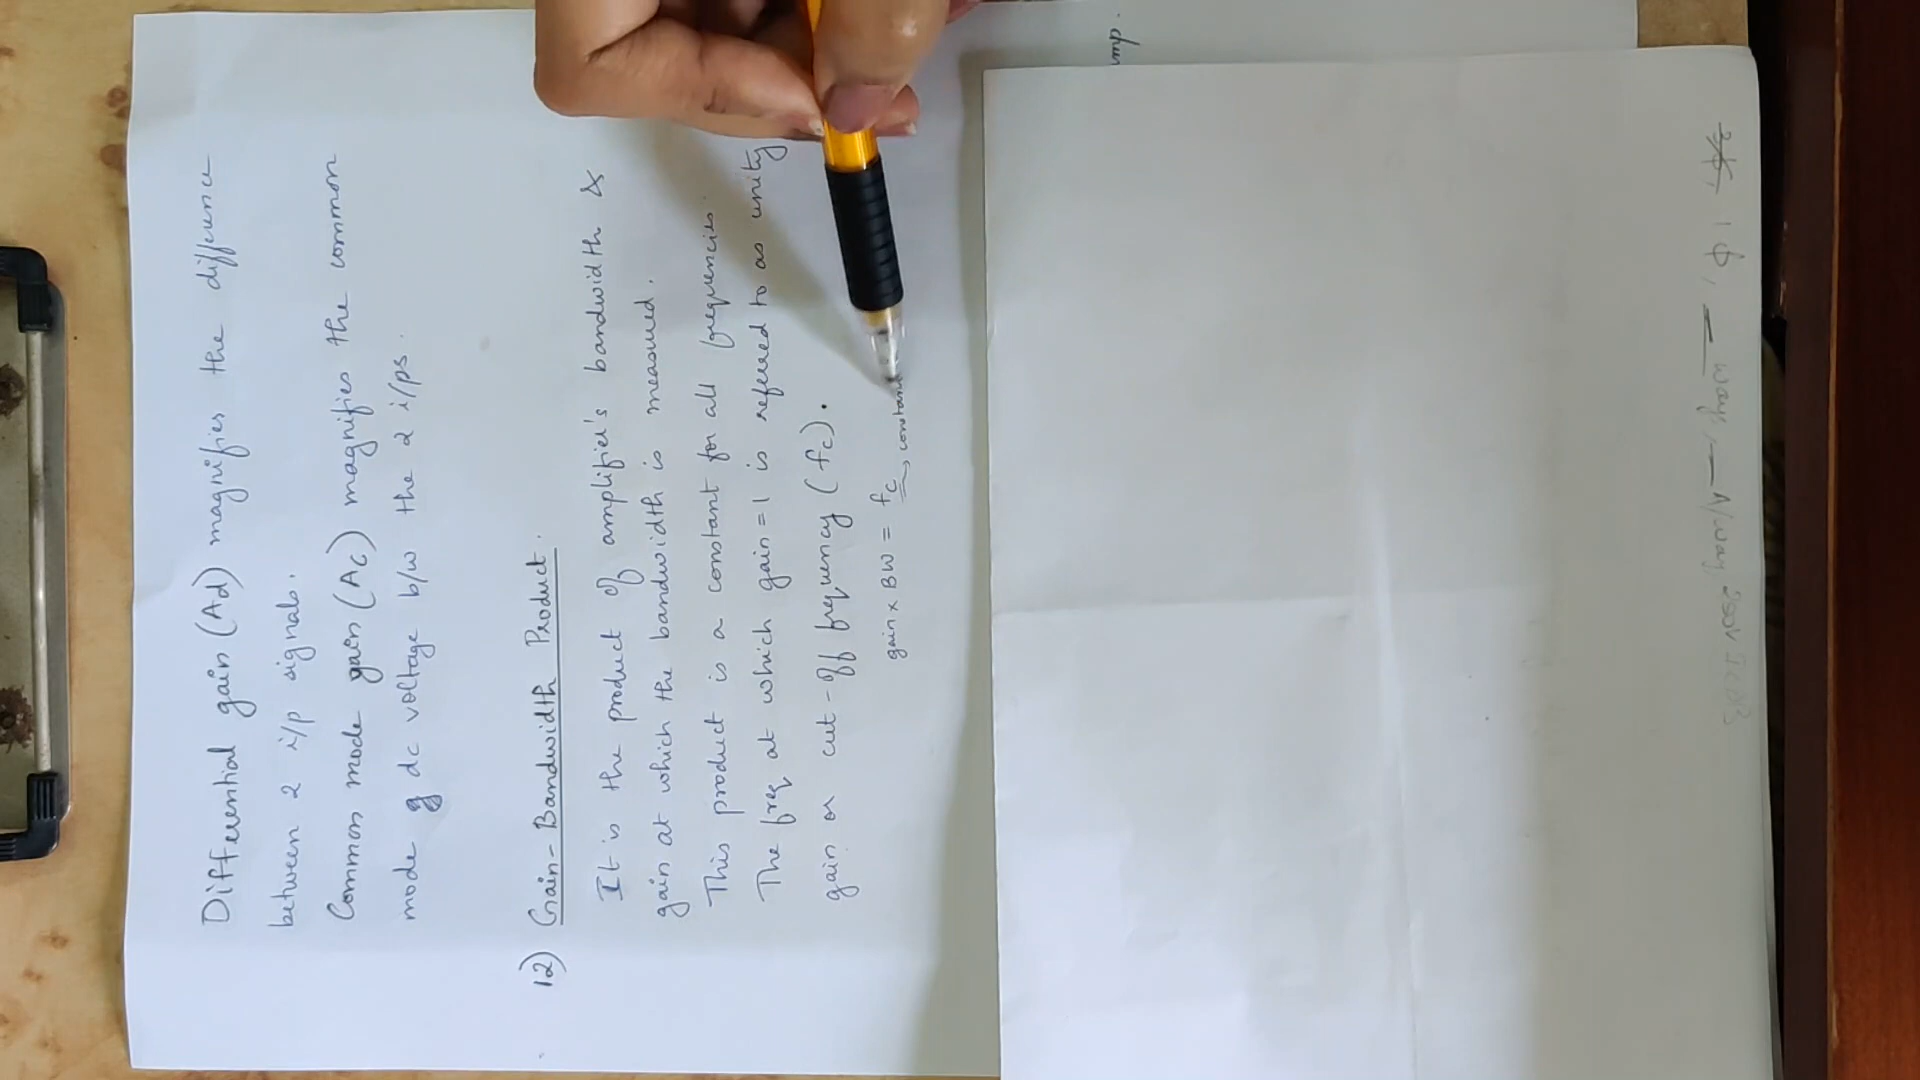 Differential gain (Ad) magnifies the difference
between 2 i/p signals.
Common mode gain (Ac) magnifies the common
mode g dc voltage b/w the 2 i/ps.
12) Gain-Bandwidth Product.
It is the product of amplifier's bandwidth &
gain at which the bandwidth is measured.
This product is a constant for all frequencies.
The freq at which gain = 1 is referred to as unity
gain or cut-off frequency (fc).
gain x BW = fc, constant
mp.
1 ϕ,